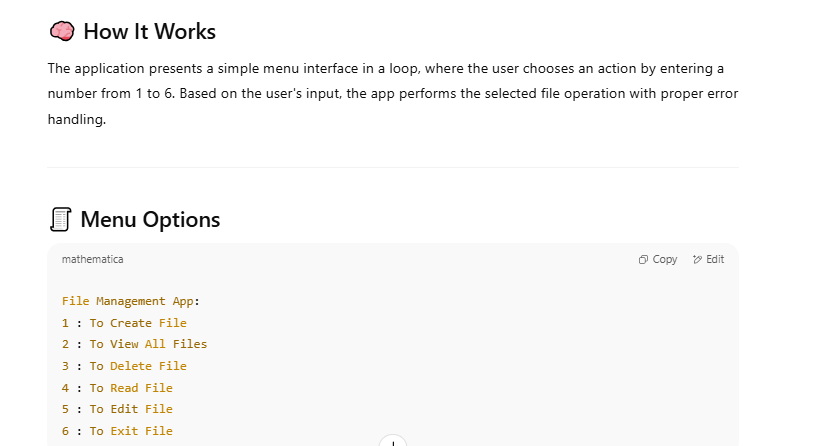 🧠 How It Works
The application presents a simple menu interface in a loop, where the user chooses an action by entering a
number from 1 to 6. Based on the user's input, the app performs the selected file operation with proper error
handling.
📜 Menu Options
mathematica Copy Edit
File Management App:
1 : To Create File
2 : To View All Files
3 : To Delete File
4 : To Read File
5 : To Edit File
6 : To Exit File